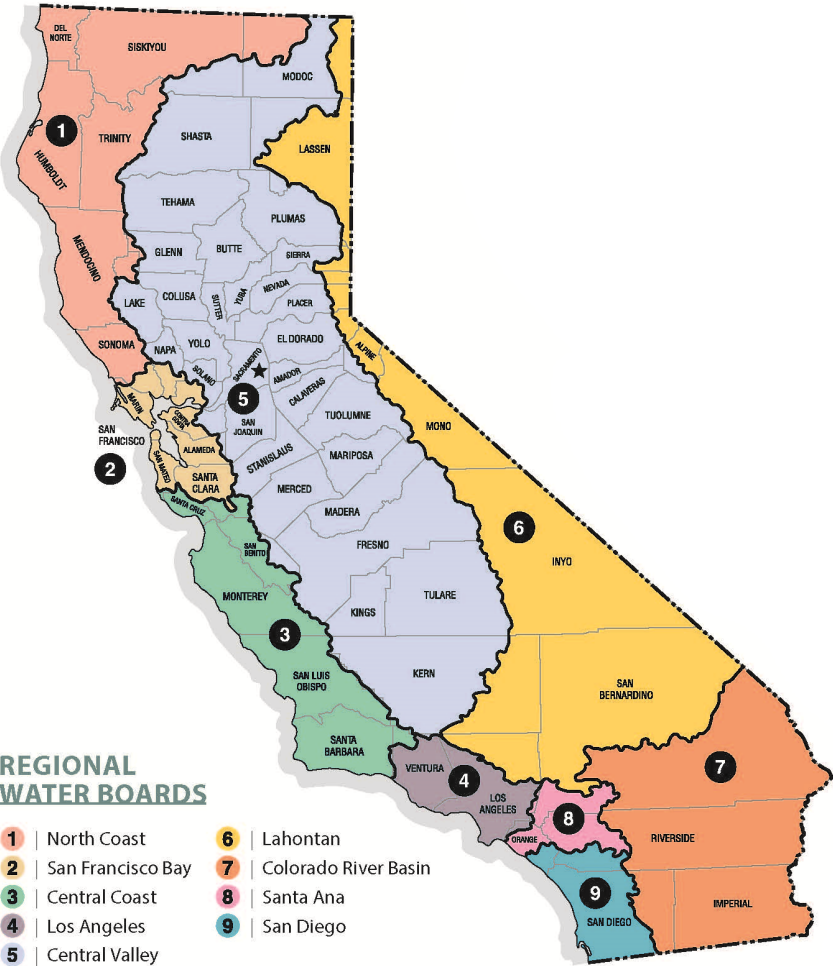 DEL
NORTE
SISKIYOU
MODOC
1
TRINITY
SHASTA
LASSEN
HUMBOLDT
TEHAMA
PLUMAS
MENDOCINO
GLENN
BUTTE
SIERRA
LAKE
COLUSA
SUTTER
YUBA
NEVADA
PLACER
SONOMA
NAPA
YOLO
EL DORADO
ALPINE
SOLANO
SACRAMENTO
AMADOR
5
CALAVERAS
MARIN
CONTRA
COSTA
SAN
JOAQUIN
TUOLUMNE
MONO
SAN
FRANCISCO
ALAMEDA
STANISLAUS
MARIPOSA
2
SAN MATEO
SANTA
CLARA
MERCED
SANTA CRUZ
MADERA
6
SAN
BENITO
FRESNO
INYO
MONTEREY
KINGS
TULARE
3
SAN LUIS
OBISPO
KERN
SAN
BERNARDINO
SANTA
BARBARA
VENTURA
4
LOS
ANGELES
7
8
ORANGE
RIVERSIDE
9
SAN DIEGO
IMPERIAL
REGIONAL
WATER BOARDS
1 | North Coast
2 | San Francisco Bay
3 | Central Coast
4 | Los Angeles
5 | Central Valley
6 | Lahontan
7 | Colorado River Basin
8 | Santa Ana
9 | San Diego